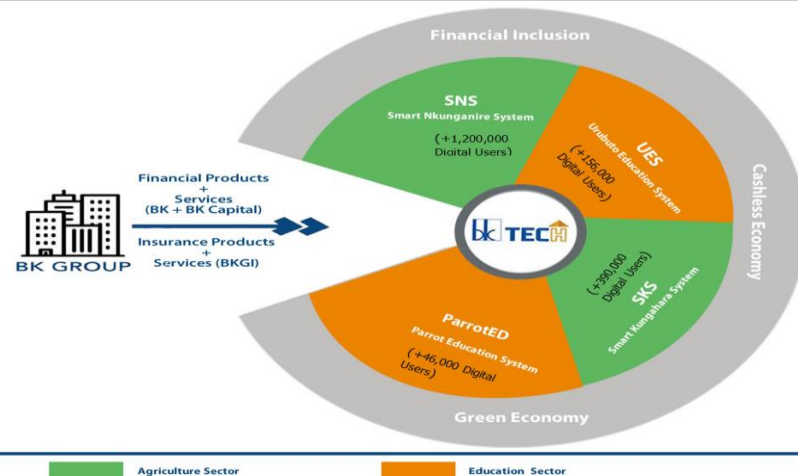 Financial Inclusion
SNS
Smart Nkunganire System
(+1,200,000
Digital Users)
UES
Urubuto Education System
(+156,000
Digital Users)
Cashless Economy
Financial Products
+
Services
(BK + BK Capital)
Insurance Products
+
Services (BKGI)
BK GROUP
bk TECH
(+390,000
Digital Users)
SKS
Smart Kungahara System
ParrotED
Parrot Education System
(+46,000 Digital
Users)
Green Economy
Agriculture Sector
Education Sector